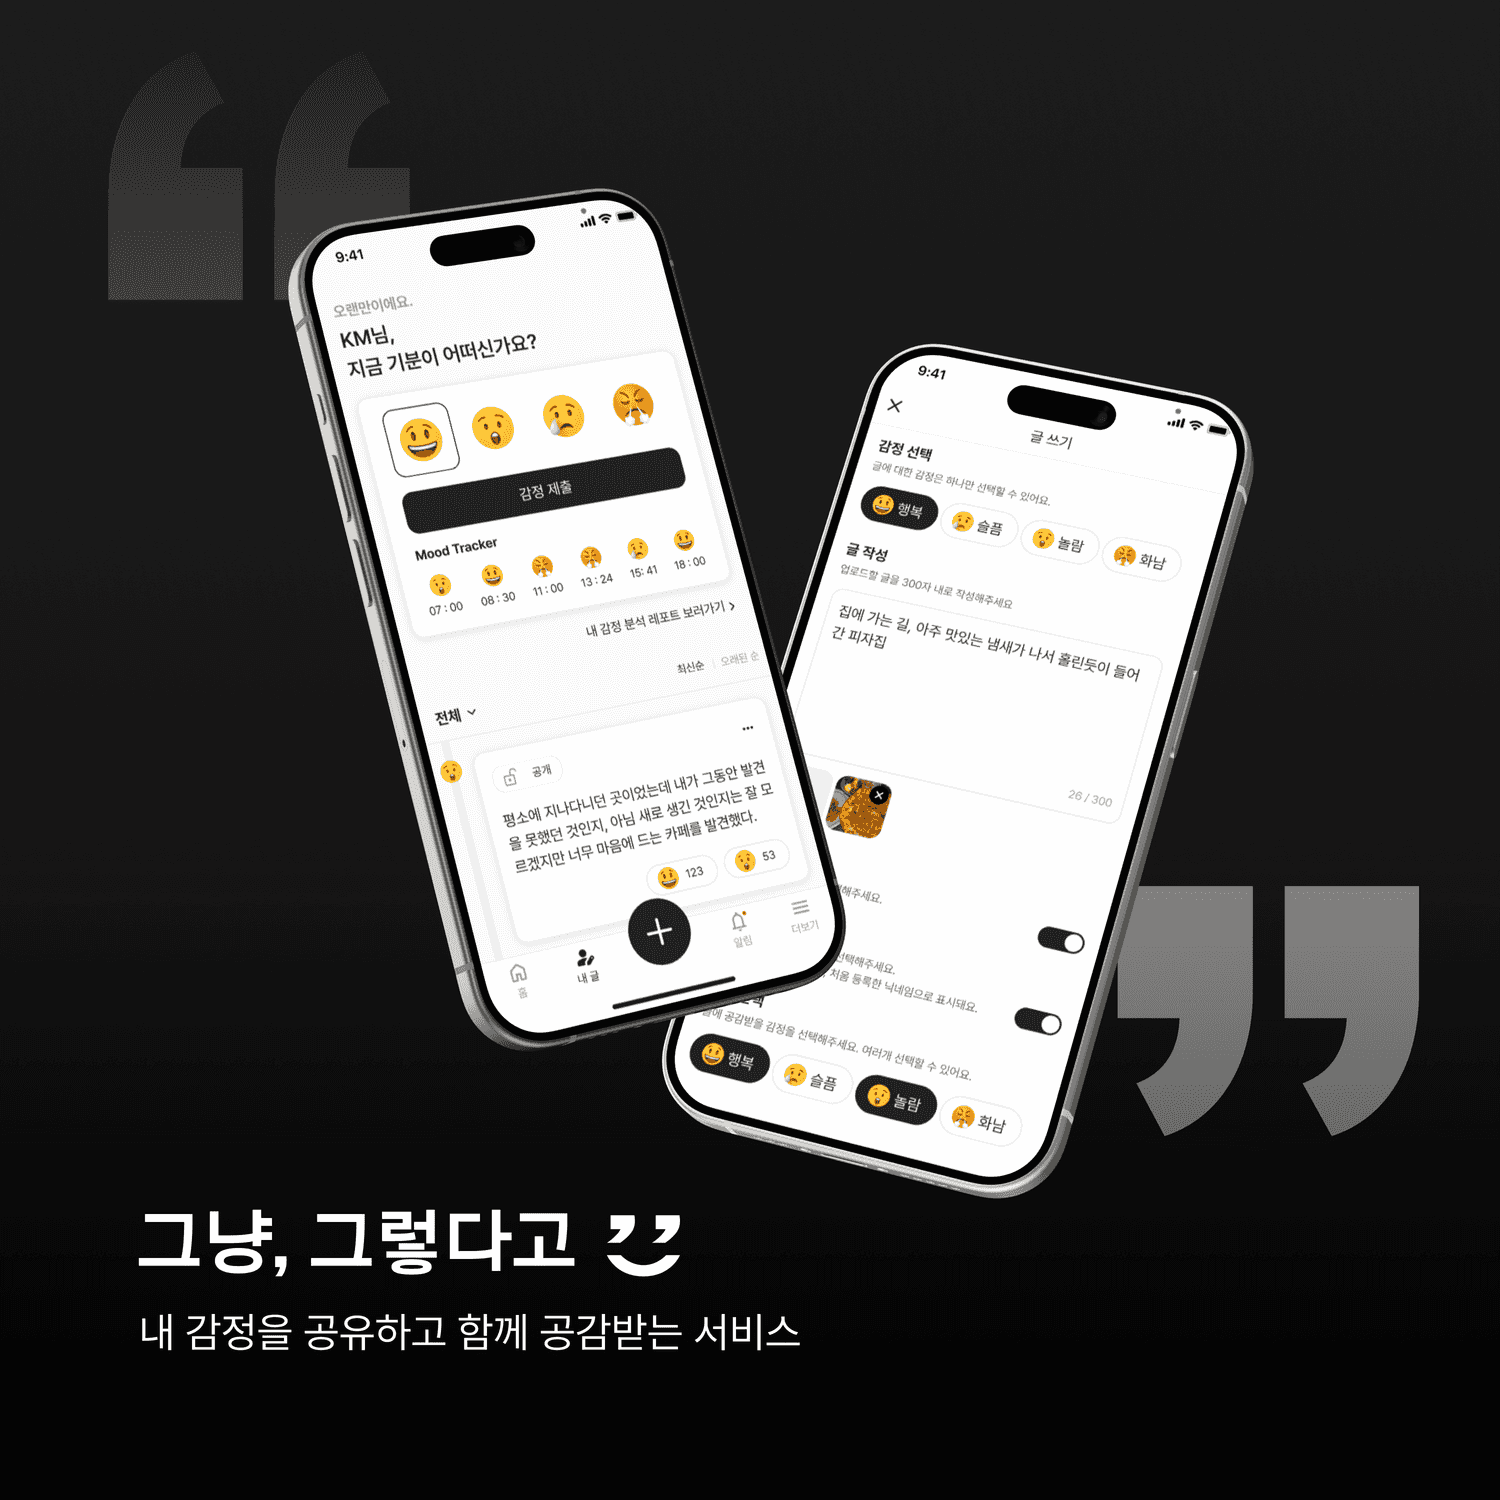 9:41
오랜만이에요.
KM님,
지금 기분이 어떠신가요?
감정 제출
Mood Tracker
07 : 00
08 : 30
11 : 00
13 : 24
15: 41
18 : 00
내 감정 분석 레포트 보러가기
최신순
오래된 순
전체
공개
평소에 지나다니던 곳이었는데 내가 그동안 발견
을 못했던 것인지, 아님 새로 생긴 것인지는 잘 모
르겠지만 너무 마음에 드는 카페를 발견했다.
123
53
홈
내 글
알림
더보기
9:41
글 쓰기
감정 선택
글에 대한 감정은 하나만 선택할 수 있어요.
행복
슬픔
놀람
화남
글 작성
업로드할 글을 300자 내로 작성해주세요
집에 가는 길, 아주 맛있는 냄새가 나서 홀린듯이 들어
간 피자집
26 / 300
해주세요.
선택해주세요.
처음 등록한 닉네임으로 표시돼요.
공감받을 감정을 선택해주세요. 여러개 선택할 수 있어요.
행복
슬픔
놀람
화남
그냥, 그렇다고
내 감정을 공유하고 함께 공감받는 서비스